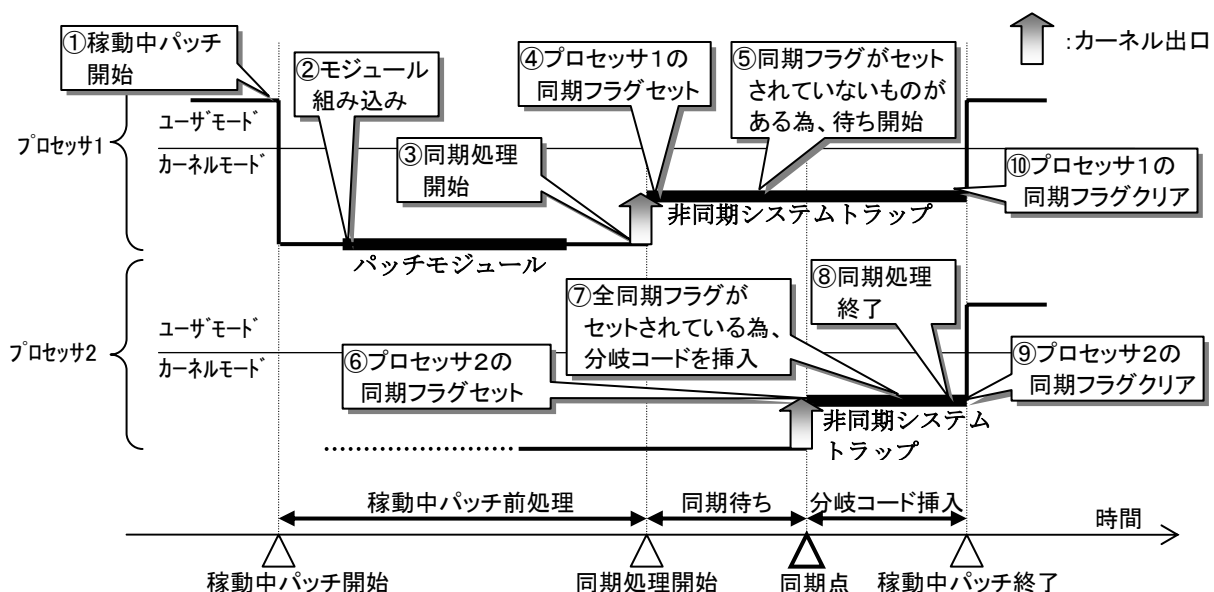 ①稼動中パッチ
開始
②モジュール
組み込み
④プロセッサ1の
同期フラグセット
⑤同期フラグがセット
されていないものが
ある為、待ち開始
:カーネル出口
プロセッサ1
ユーザモード
カーネルモード
③同期処理
開始
⑩プロセッサ1の
同期フラグクリア
非同期システムトラップ
パッチモジュール
プロセッサ2
ユーザモード
カーネルモード
⑦全同期フラグが
セットされている為、
分岐コードを挿入
⑧同期処理
終了
⑥プロセッサ2の
同期フラグセット
⑨プロセッサ2の
同期フラグクリア
非同期システム
トラップ
稼動中パッチ前処理
同期待ち
分岐コード挿入
時間
稼動中パッチ開始
同期処理開始
同期点
稼動中パッチ終了